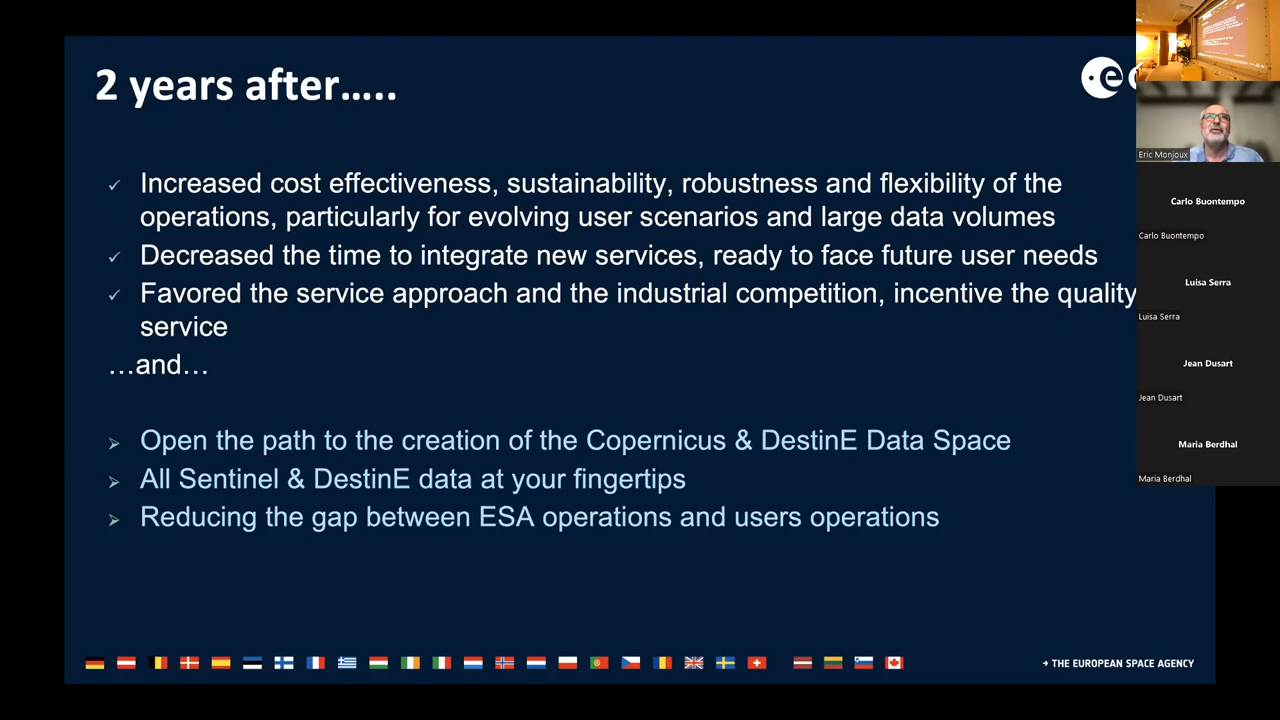 2 years after.....
Increased cost effectiveness, sustainability, robustness and flexibility of the
operations, particularly for evolving user scenarios and large data volumes
Decreased the time to integrate new services, ready to face future user needs
Favored the service approach and the industrial competition, incentive the quality
service
…and…
Open the path to the creation of the Copernicus & DestinE Data Space
All Sentinel & DestinE data at your fingertips
Reducing the gap between ESA operations and users operations
→ THE EUROPEAN SPACE AGENCY
Eric Monjoux
Carlo Buontempo
Carlo Buontempo
Luisa Serra
Luisa Serra
Jean Dusart
Jean Dusart
Maria Berdhal
Maria Berdhal